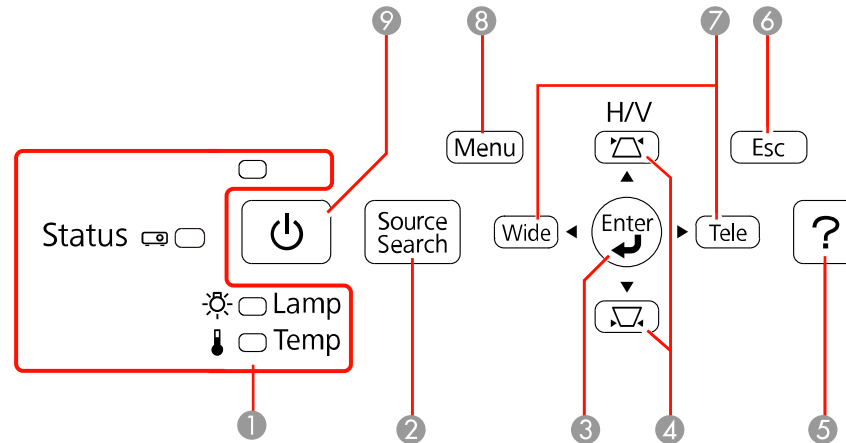 9 8 7 6
H/V
Menu
Esc
Status
Source
Search
Wide
Enter
Tele
?
Lamp
Temp
1 2 3 4 5